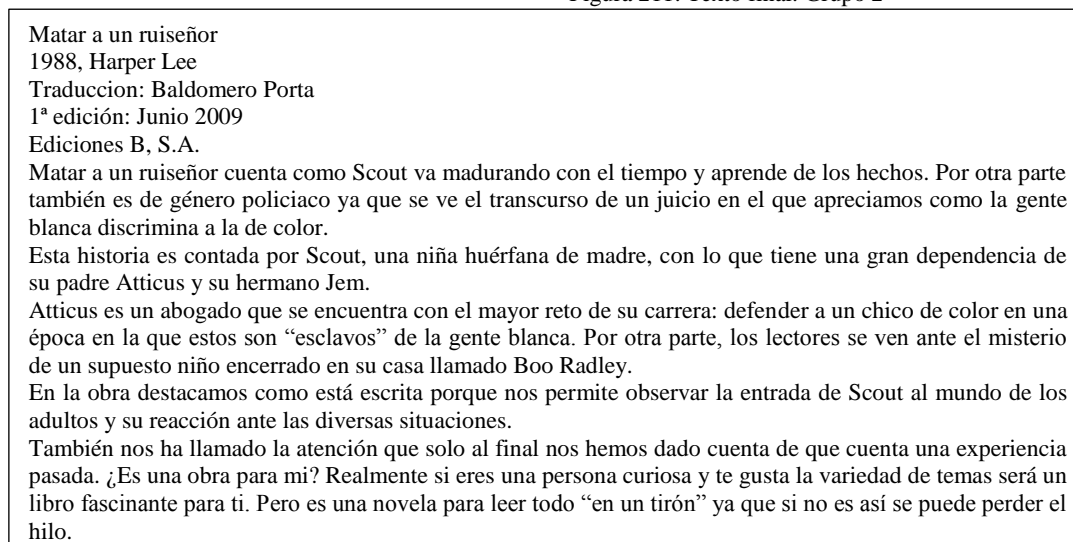 Matar a un ruiseñor
1988, Harper Lee
Traduccion: Baldomero Porta
1ª edición: Junio 2009
Ediciones B, S.A.
Matar a un ruiseñor cuenta como Scout va madurando con el tiempo y aprende de los hechos. Por otra parte
también es de género policiaco ya que se ve el transcurso de un juicio en el que apreciamos como la gente
blanca discrimina a la de color.
Esta historia es contada por Scout, una niña huérfana de madre, con lo que tiene una gran dependencia de
su padre Atticus y su hermano Jem.
Atticus es un abogado que se encuentra con el mayor reto de su carrera: defender a un chico de color en una
época en la que estos son “esclavos” de la gente blanca. Por otra parte, los lectores se ven ante el misterio
de un supuesto niño encerrado en su casa llamado Boo Radley.
En la obra destacamos como está escrita porque nos permite observar la entrada de Scout al mundo de los
adultos y su reacción ante las diversas situaciones.
También nos ha llamado la atención que solo al final nos hemos dado cuenta de que cuenta una experiencia
pasada. ¿Es una obra para mi? Realmente si eres una persona curiosa y te gusta la variedad de temas será un
libro fascinante para ti. Pero es una novela para leer todo “en un tirón” ya que si no es así se puede perder el
hilo.